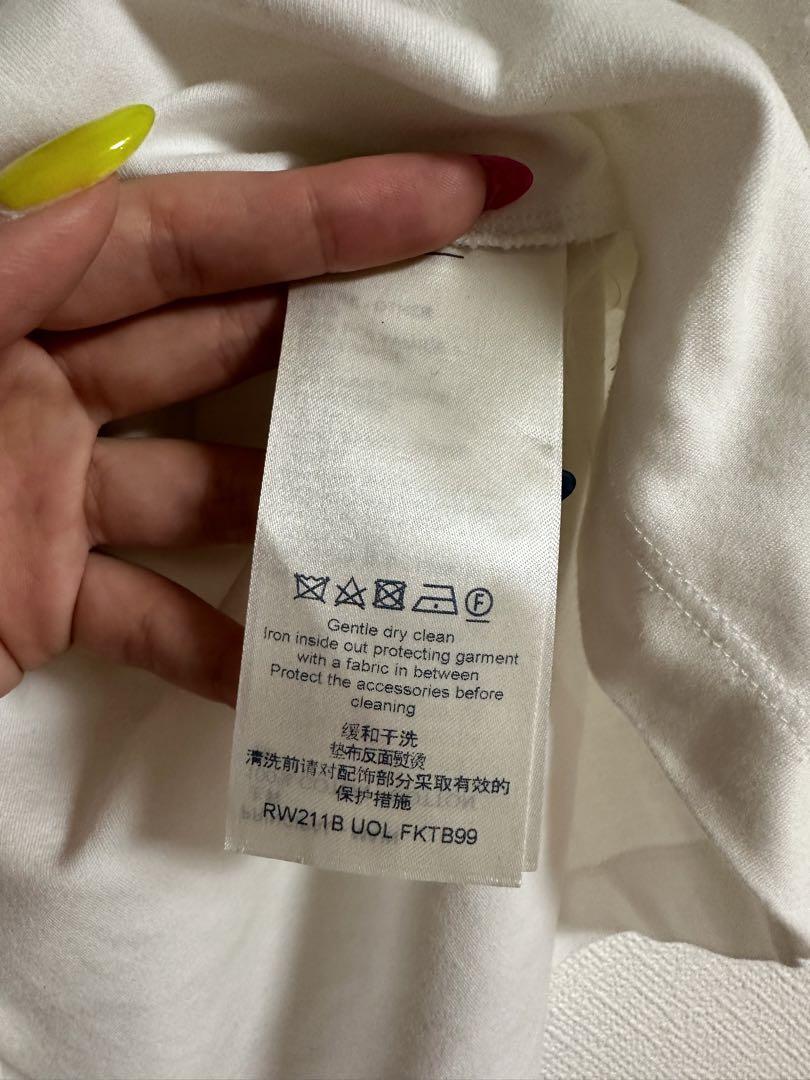 F
Gentle dry clean
Iron inside out protecting garment
with a fabric in between
Protect the accessories before
cleaning
缓和干洗
垫布反面熨烫
清洗前请对配饰部分采取有效的
保护措施
RW211B UOL FKTB99